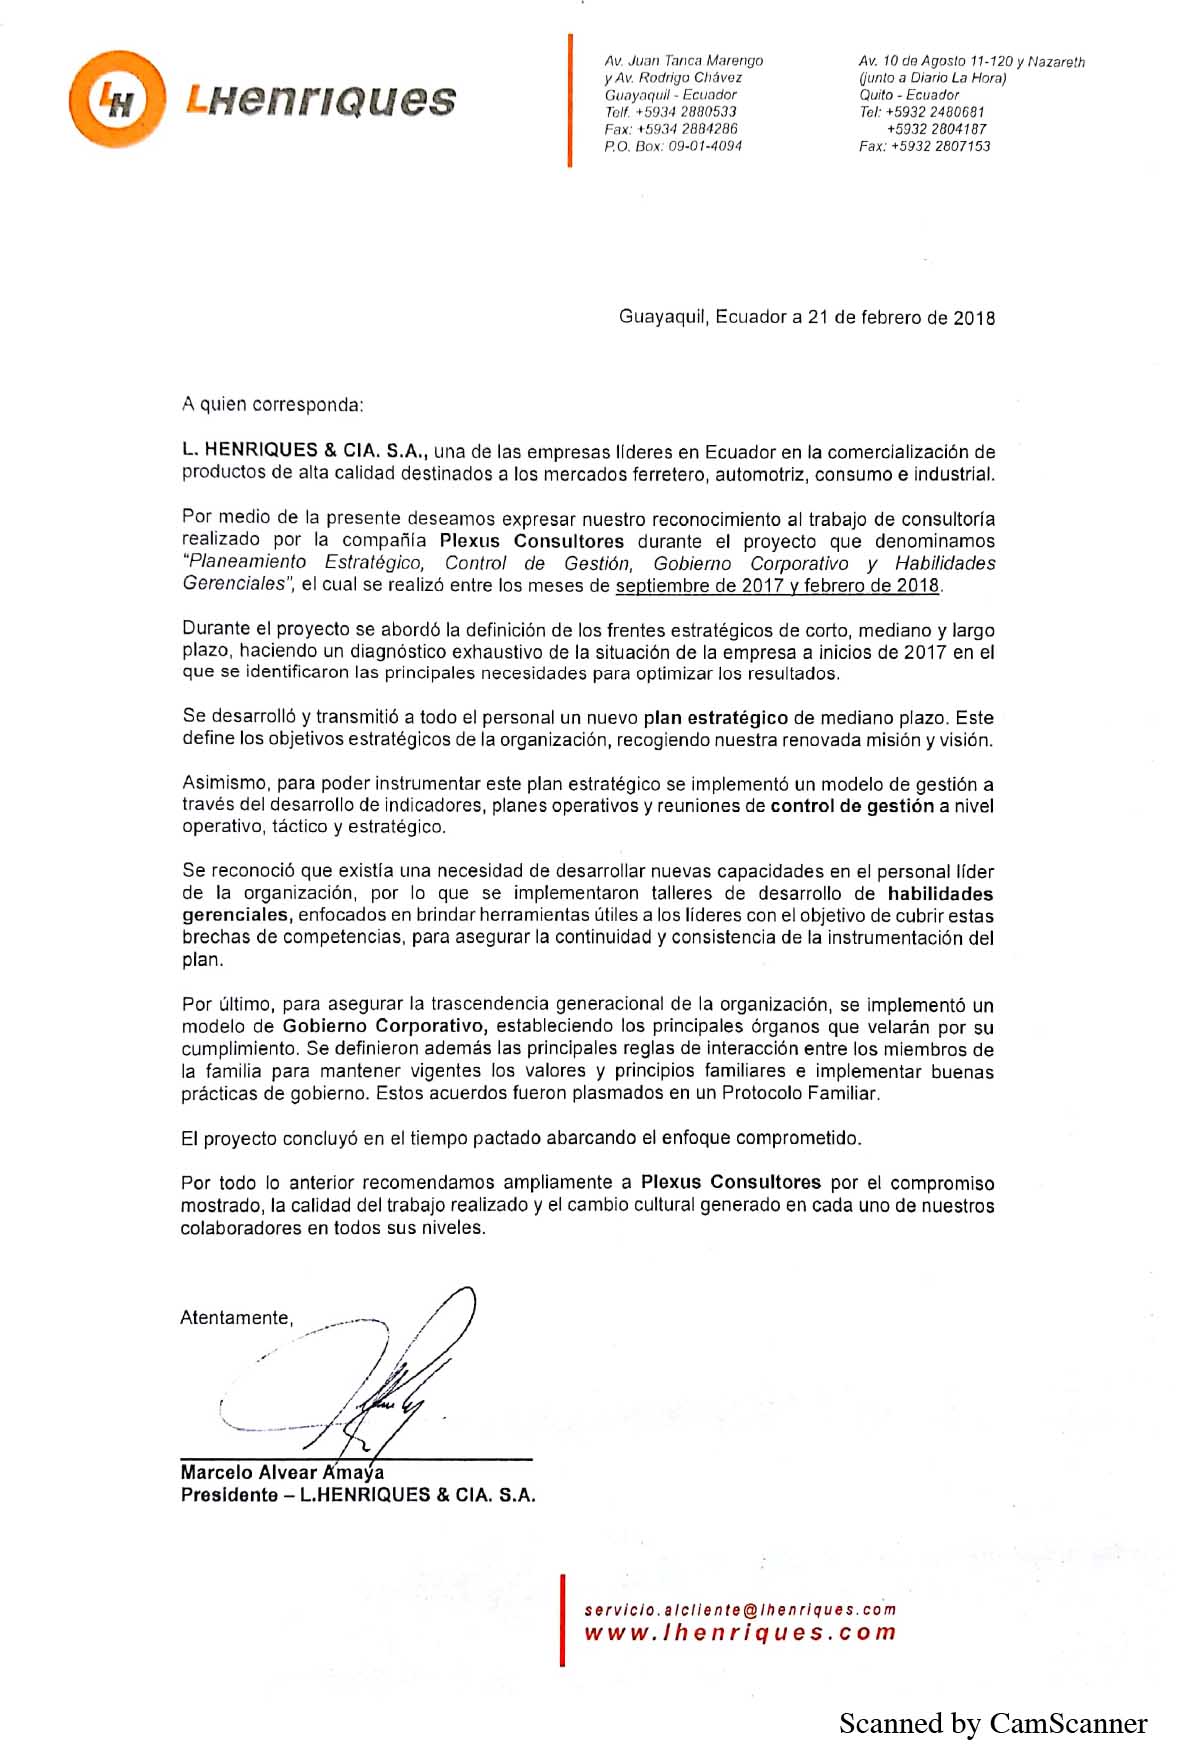 LH LHENRIQUES
Av. Juan Tanca Marengo
y Av. Rodrigo Chávez
Guayaquil - Ecuador
Telf. +5934 2880533
Fax: +5934 2884286
P.O. Box: 09-01-4094
Av. 10 de Agosto 11-120 y Nazareth
(junto a Diario La Hora)
Quito - Ecuador
Tel: +5932 2480681
+5932 2804187
Fax: +5932 2807153
Guayaquil, Ecuador a 21 de febrero de 2018
A quien corresponda:
L. HENRIQUES & CIA. S.A., una de las empresas líderes en Ecuador en la comercialización de
productos de alta calidad destinados a los mercados ferretero, automotriz, consumo e industrial.
Por medio de la presente deseamos expresar nuestro reconocimiento al trabajo de consultoría
realizado por la compañía Plexus Consultores durante el proyecto que denominamos
“Planeamiento Estratégico, Control de Gestión, Gobierno Corporativo y Habilidades
Gerenciales”, el cual se realizó entre los meses de septiembre de 2017 y febrero de 2018.
Durante el proyecto se abordó la definición de los frentes estratégicos de corto, mediano y largo
plazo, haciendo un diagnóstico exhaustivo de la situación de la empresa a inicios de 2017 en el
que se identificaron las principales necesidades para optimizar los resultados.
Se desarrolló y transmitió a todo el personal un nuevo plan estratégico de mediano plazo. Este
define los objetivos estratégicos de la organización, recogiendo nuestra renovada misión y visión.
Asimismo, para poder instrumentar este plan estratégico se implementó un modelo de gestión a
través del desarrollo de indicadores, planes operativos y reuniones de control de gestión a nivel
operativo, táctico y estratégico.
Se reconoció que existía una necesidad de desarrollar nuevas capacidades en el personal líder
de la organización, por lo que se implementaron talleres de desarrollo de habilidades
gerenciales, enfocados en brindar herramientas útiles a los líderes con el objetivo de cubrir estas
brechas de competencias, para asegurar la continuidad y consistencia de la instrumentación del
plan.
Por último, para asegurar la trascendencia generacional de la organización, se implementó un
modelo de Gobierno Corporativo, estableciendo los principales órganos que velarán por su
cumplimiento. Se definieron además las principales reglas de interacción entre los miembros de
la familia para mantener vigentes los valores y principios familiares e implementar buenas
prácticas de gobierno. Estos acuerdos fueron plasmados en un Protocolo Familiar.
El proyecto concluyó en el tiempo pactado abarcando el enfoque comprometido.
Por todo lo anterior recomendamos ampliamente a Plexus Consultores por el compromiso
mostrado, la calidad del trabajo realizado y el cambio cultural generado en cada uno de nuestros
colaboradores en todos sus niveles.
Atentamente,
Marcelo Alvear Amaya
Presidente – L.HENRIQUES & CIA. S.A.
servicio.alcliente@lhenriques.com
www.lhenriques.com
Scanned by CamScanner